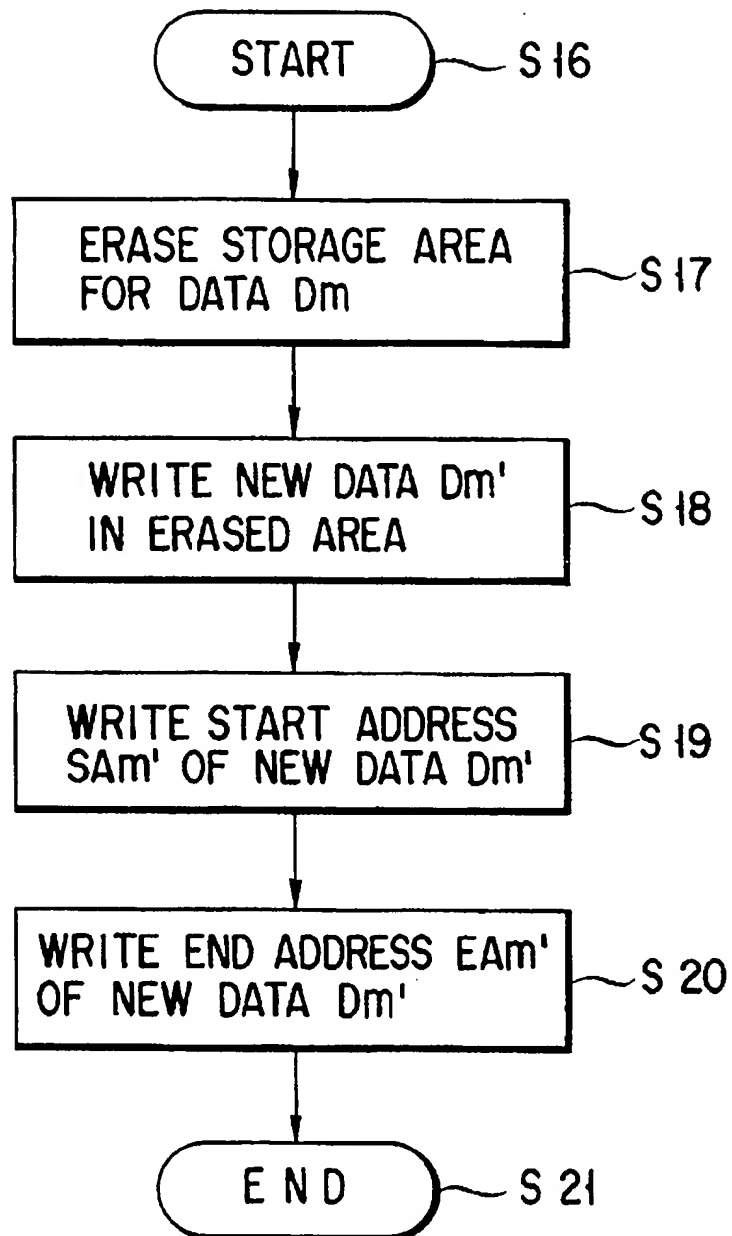 START
S16
ERASE STORAGE AREA
FOR DATA Dm
S17
WRITE NEW DATA Dm'
IN ERASED AREA
S18
WRITE START ADDRESS
SAm' OF NEW DATA Dm'
S19
WRITE END ADDRESS EAm'
OF NEW DATA Dm'
S20
END
S21